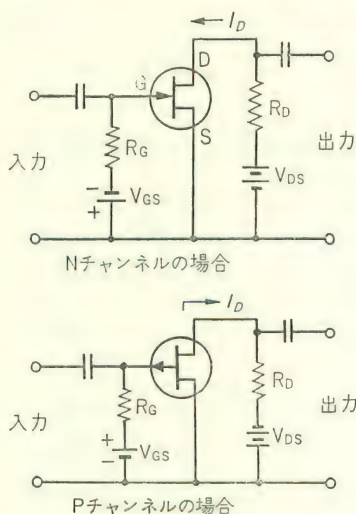 I_D
G
D
S
R_G
R_D
入力
出力
−
+
V_GS
V_DS
Nチャンネルの場合
I_D
入力
R_G
R_D
出力
+
−
V_GS
V_DS
Pチャンネルの場合